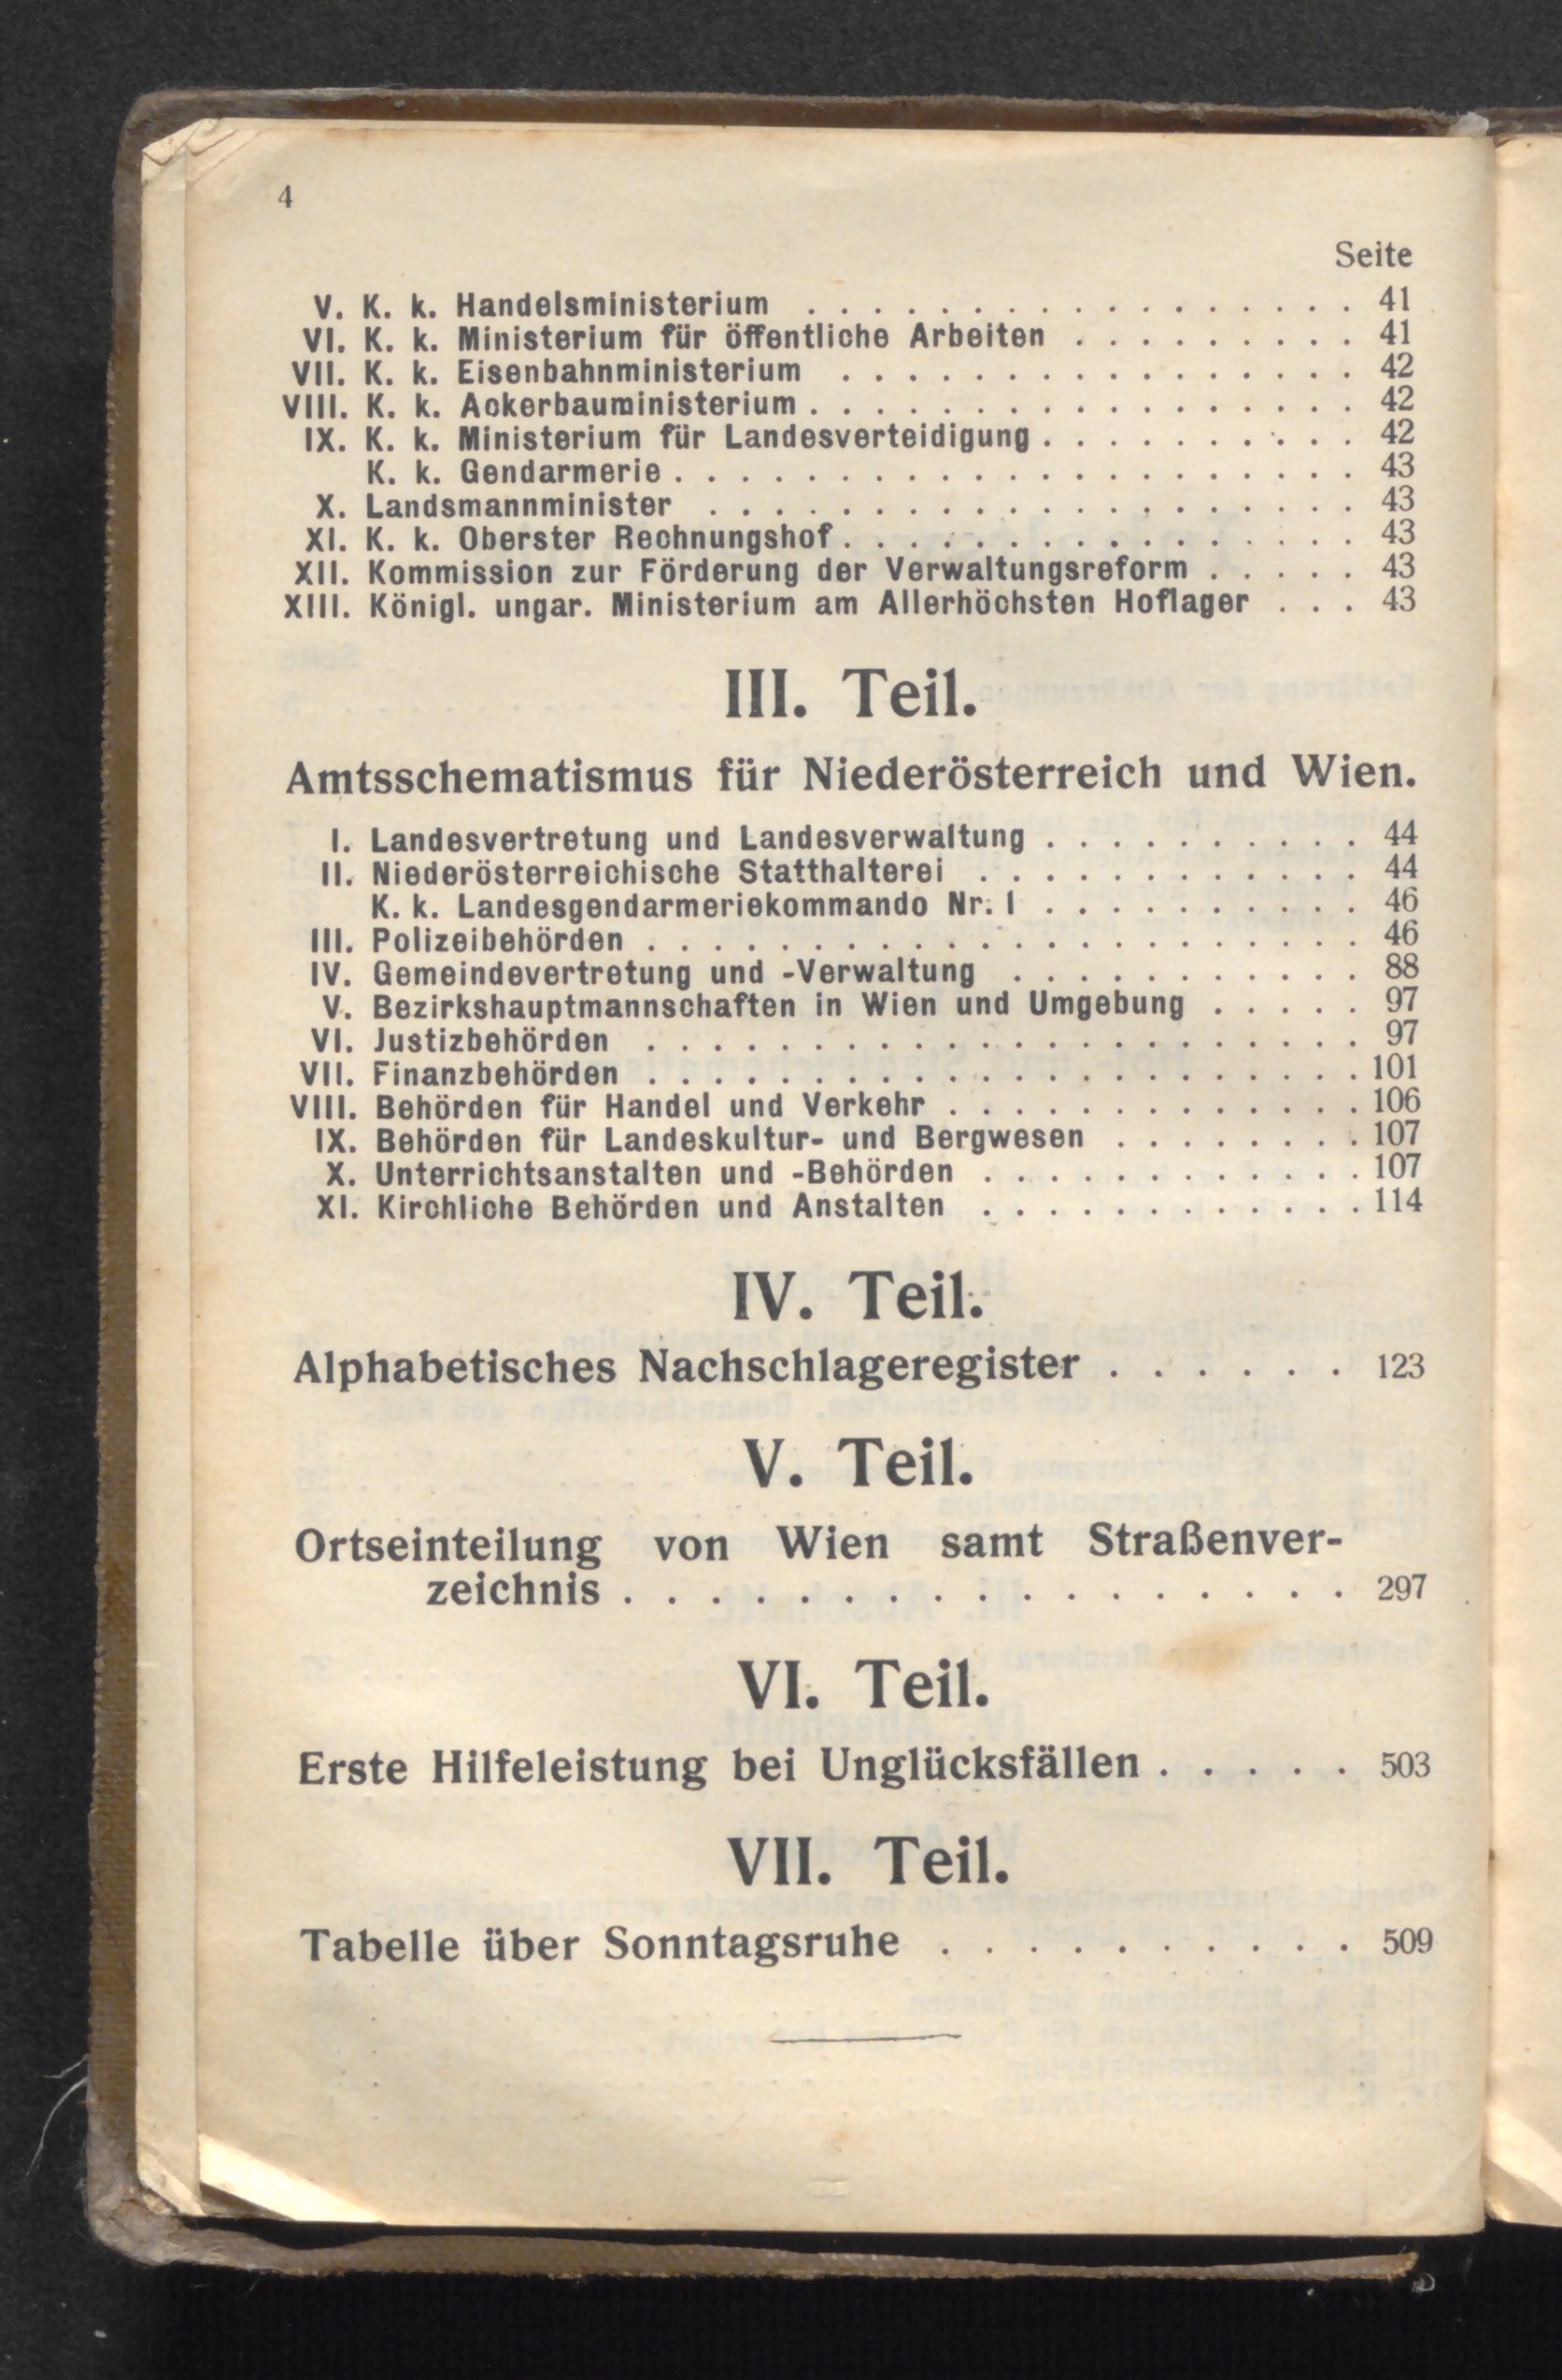 4
Seite
V. K. k. Handelsministerium . . . . . . . . . . . . . . . . . 41
VI. K. k. Ministerium für öffentliche Arbeiten . . . . . . . . . 41
VII. K. k. Eisenbahnministerium . . . . . . . . . . . . . . . . 42
VIII. K. k. Ackerbauministerium . . . . . . . . . . . . . . . . . 42
IX. K. k. Ministerium für Landesverteidigung . . . . . . . . . . 42
K. k. Gendarmerie . . . . . . . . . . . . . . . . . . . . . 43
X. Landsmannminister . . . . . . . . . . . . . . . . . . . . 43
XI. K. k. Oberster Rechnungshof . . . . . . . . . . . . . . . . 43
XII. Kommission zur Förderung der Verwaltungsreform . . . . . 43
XIII. Königl. ungar. Ministerium am Allerhöchsten Hoflager . . . 43
III. Teil.
Amtsschematismus für Niederösterreich und Wien.
I. Landesvertretung und Landesverwaltung . . . . . . . . . . 44
II. Niederösterreichische Statthalterei . . . . . . . . . . . . 44
K. k. Landesgendarmeriekommando Nr. I . . . . . . . . . . 46
III. Polizeibehörden . . . . . . . . . . . . . . . . . . . . . . 46
IV. Gemeindevertretung und -Verwaltung . . . . . . . . . . . 88
V. Bezirkshauptmannschaften in Wien und Umgebung . . . . . 97
VI. Justizbehörden . . . . . . . . . . . . . . . . . . . . . . 97
VII. Finanzbehörden . . . . . . . . . . . . . . . . . . . . . . 101
VIII. Behörden für Handel und Verkehr . . . . . . . . . . . . . 106
IX. Behörden für Landeskultur- und Bergwesen . . . . . . . . 107
X. Unterrichtsanstalten und -Behörden . . . . . . . . . . . . 107
XI. Kirchliche Behörden und Anstalten . . . . . . . . . . . . 114
IV. Teil.
Alphabetisches Nachschlageregister . . . . . . 123
V. Teil.
Ortseinteilung von Wien samt Straßenver-
zeichnis . . . . . . . . . . . . . . . . . 297
VI. Teil.
Erste Hilfeleistung bei Unglücksfällen . . . . . 503
VII. Teil.
Tabelle über Sonntagsruhe . . . . . . . . . . 509